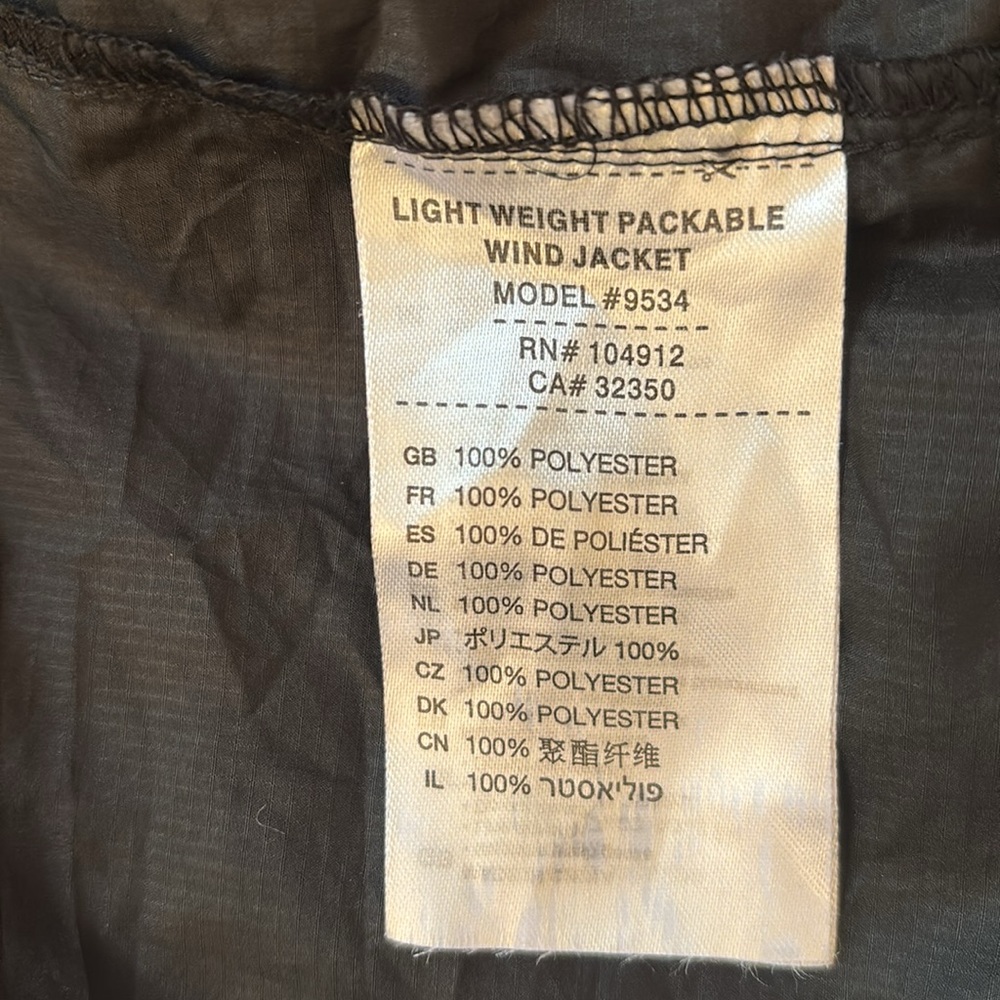 LIGHT WEIGHT PACKABLE
WIND JACKET
MODEL #9534
RN# 104912
CA# 32350
GB 100% POLYESTER
FR 100% POLYESTER
ES 100% DE POLIÉSTER
DE 100% POLYESTER
NL 100% POLYESTER
JP ポリエステル 100%
CZ 100% POLYESTER
DK 100% POLYESTER
CN 100% 聚酯纤维
IL 100% פוליאסטר